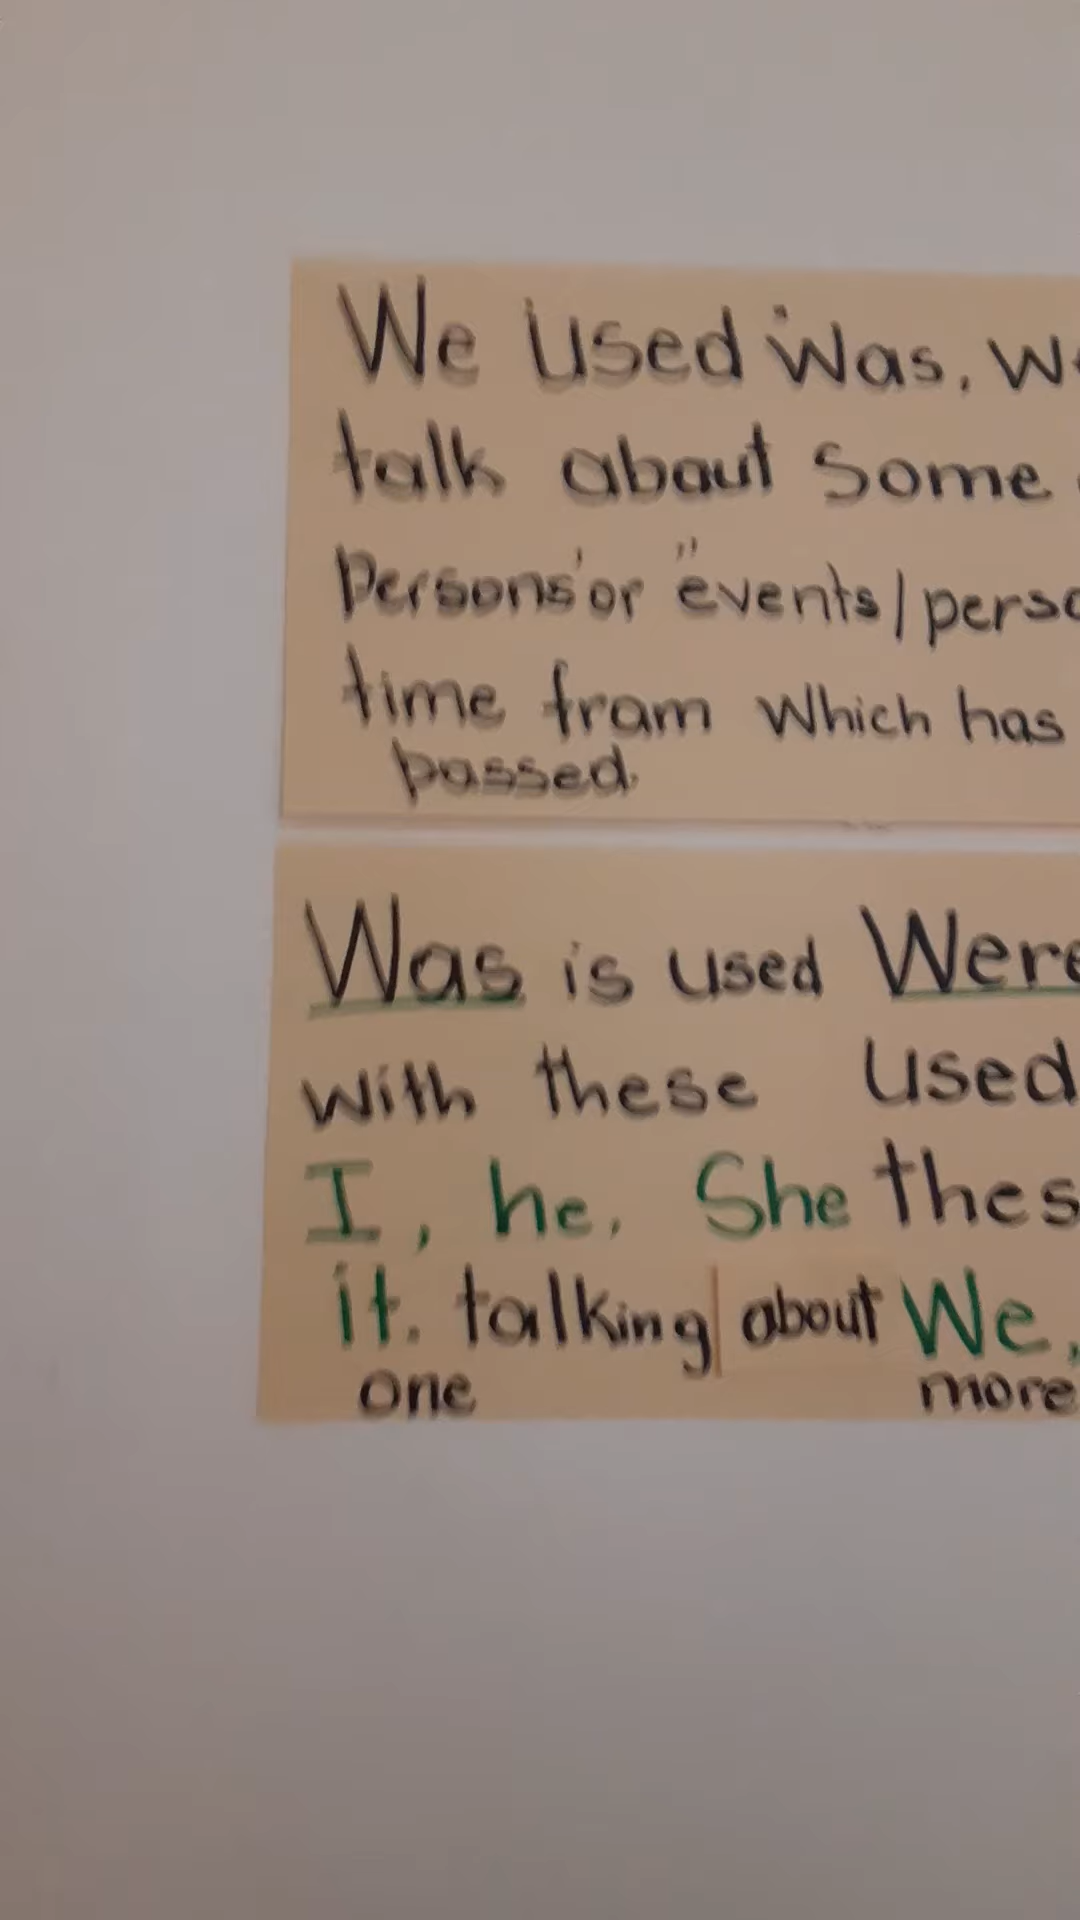 We used was, w
talk about Some
Persons' or "events/perso
time fram which has
passed.
Was is used Were
with these used
I, he, She thes
it. talking about We,
one more